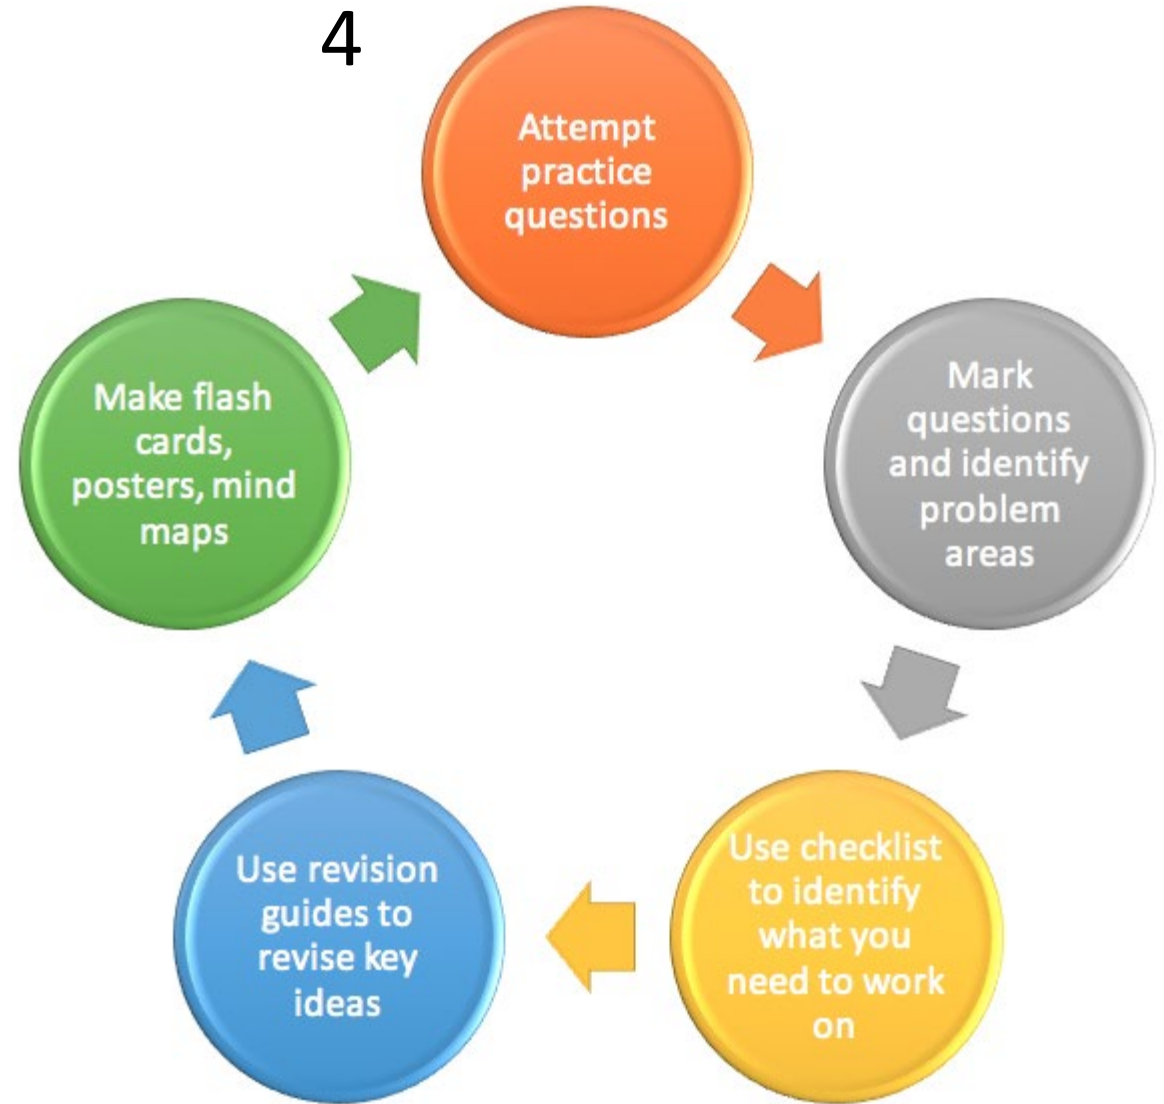 4
Attempt
practice
questions
Mark
questions
and identify
problem
areas
Use checklist
to identify
what you
need to work
on
Use revision
guides to
revise key
ideas
Make flash
cards,
posters, mind
maps